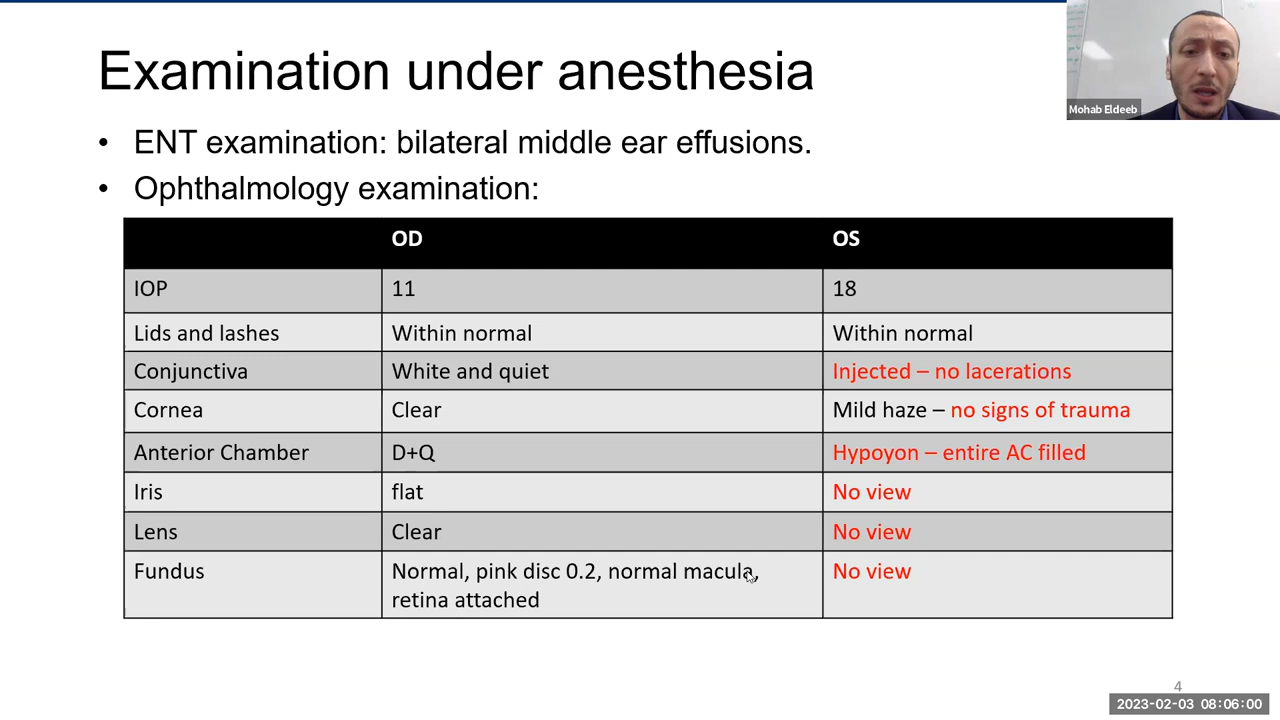 Examination under anesthesia
Mohab Eldeeb
• ENT examination: bilateral middle ear effusions.
• Ophthalmology examination:
OD OS
IOP 11 18
Lids and lashes Within normal Within normal
Conjunctiva White and quiet Injected – no lacerations
Cornea Clear Mild haze – no signs of trauma
Anterior Chamber D+Q Hypoyon – entire AC filled
Iris flat No view
Lens Clear No view
Fundus Normal, pink disc 0.2, normal macula, No view
retina attached
4
2023-02-03 08:06:00